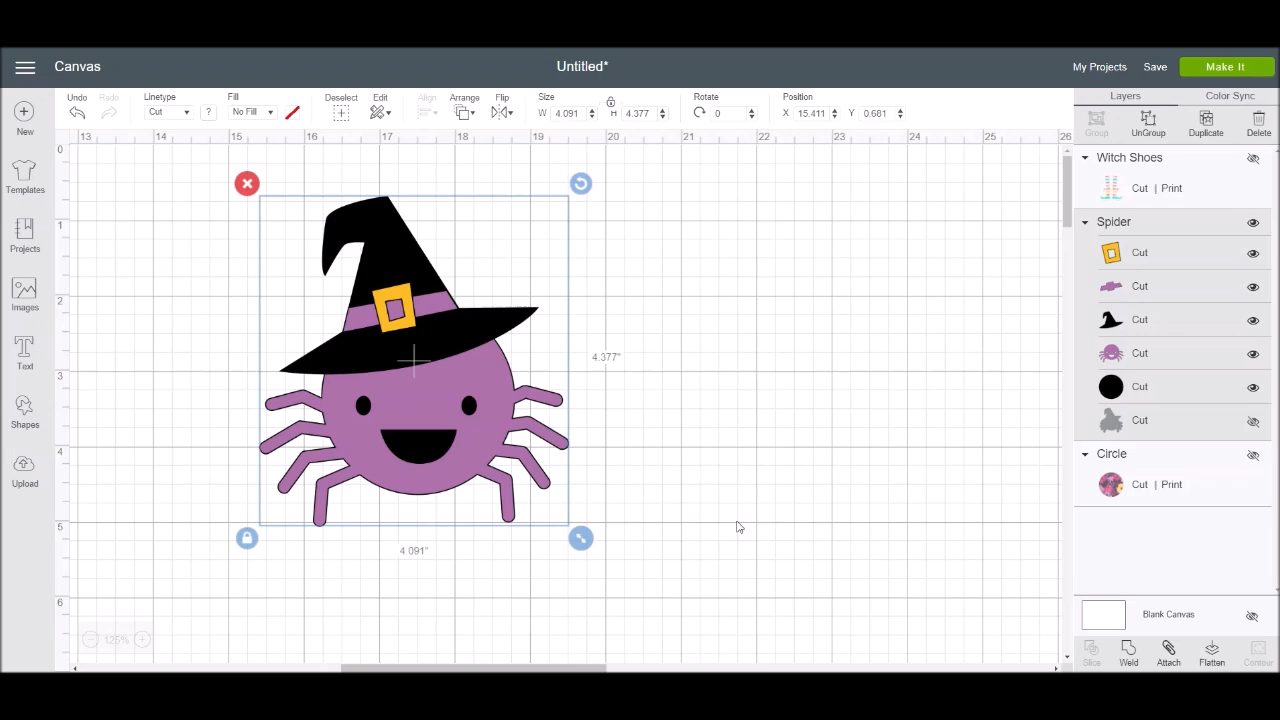 Canvas
Untitled*
My Projects
Save
Make It
Undo
Redo
Linetype
Cut
?
Fill
No Fill
Deselect
Edit
Align
Arrange
Flip
Size
W 4.091
H 4.377
Rotate
0
Position
X 15.411
Y 0.681
Layers
Color Sync
Group
UnGroup
Duplicate
Delete
New
Templates
Projects
Images
Text
Shapes
Upload
13 14 15 16 17 18 19 20 21 22 23 24 25 26
0
1
2
3
4
5
6
4.377"
4.091"
125%
Witch Shoes
Cut | Print
Spider
Cut
Cut
Cut
Cut
Cut
Cut
Circle
Cut | Print
Blank Canvas
Slice
Weld
Attach
Flatten
Contour